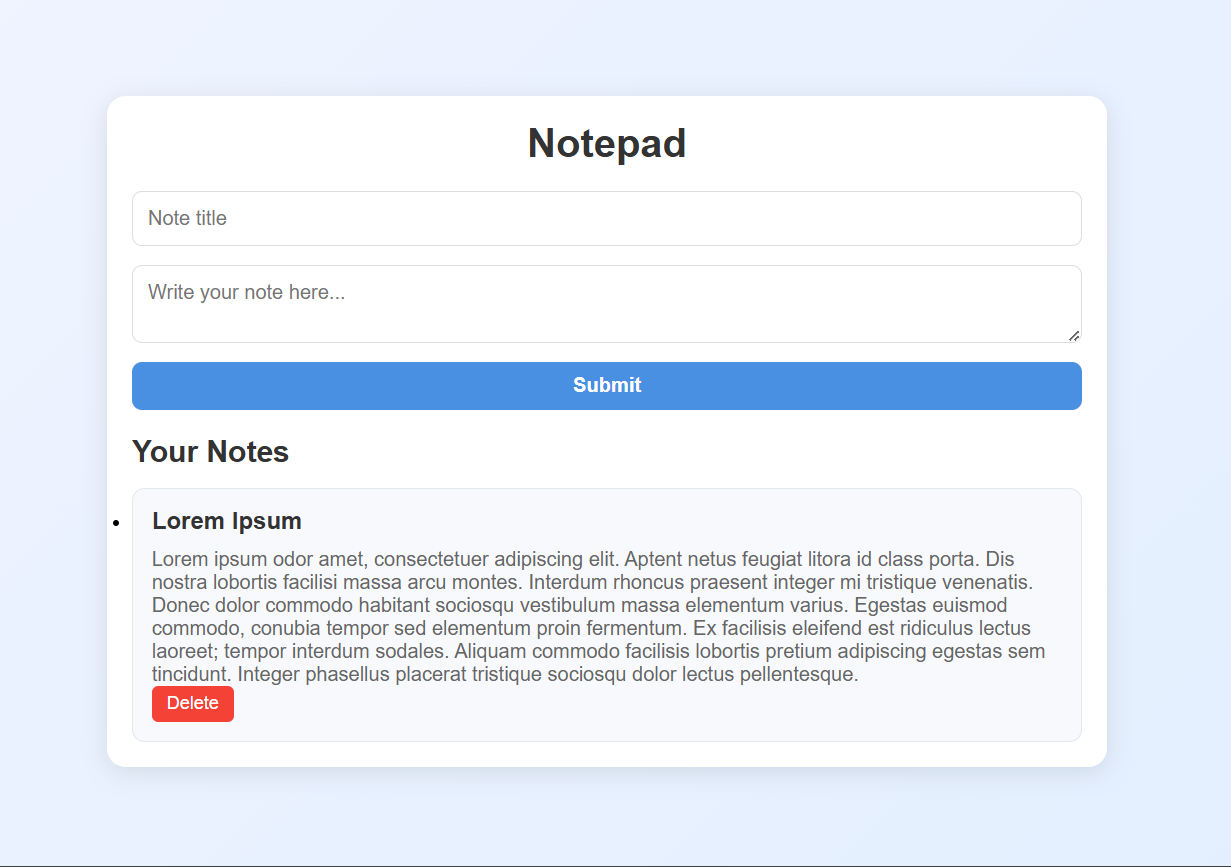 Notepad
Note title
Write your note here...
Submit
Your Notes
Lorem Ipsum
Lorem ipsum odor amet, consectetuer adipiscing elit. Aptent netus feugiat litora id class porta. Dis
nostra lobortis facilisi massa arcu montes. Interdum rhoncus praesent integer mi tristique venenatis.
Donec dolor commodo habitant sociosqu vestibulum massa elementum varius. Egestas euismod
commodo, conubia tempor sed elementum proin fermentum. Ex facilisis eleifend est ridiculus lectus
laoreet; tempor interdum sodales. Aliquam commodo facilisis lobortis pretium adipiscing egestas sem
tincidunt. Integer phasellus placerat tristique sociosqu dolor lectus pellentesque.
Delete